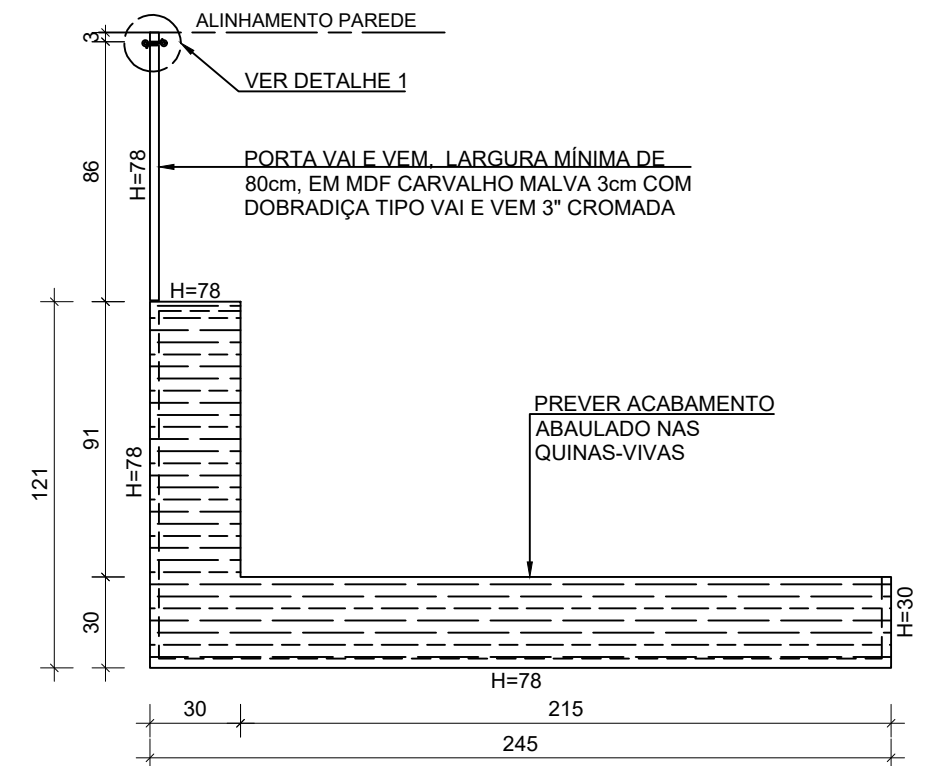 ALINHAMENTO PAREDE
3
VER DETALHE 1
86
H=78
PORTA VAI E VEM, LARGURA MÍNIMA DE
80cm, EM MDF CARVALHO MALVA 3cm COM
DOBRADIÇA TIPO VAI E VEM 3" CROMADA
H=78
PREVER ACABAMENTO
ABAULADO NAS
QUINAS-VIVAS
121
91
H=78
30
H=30
H=78
30
215
245